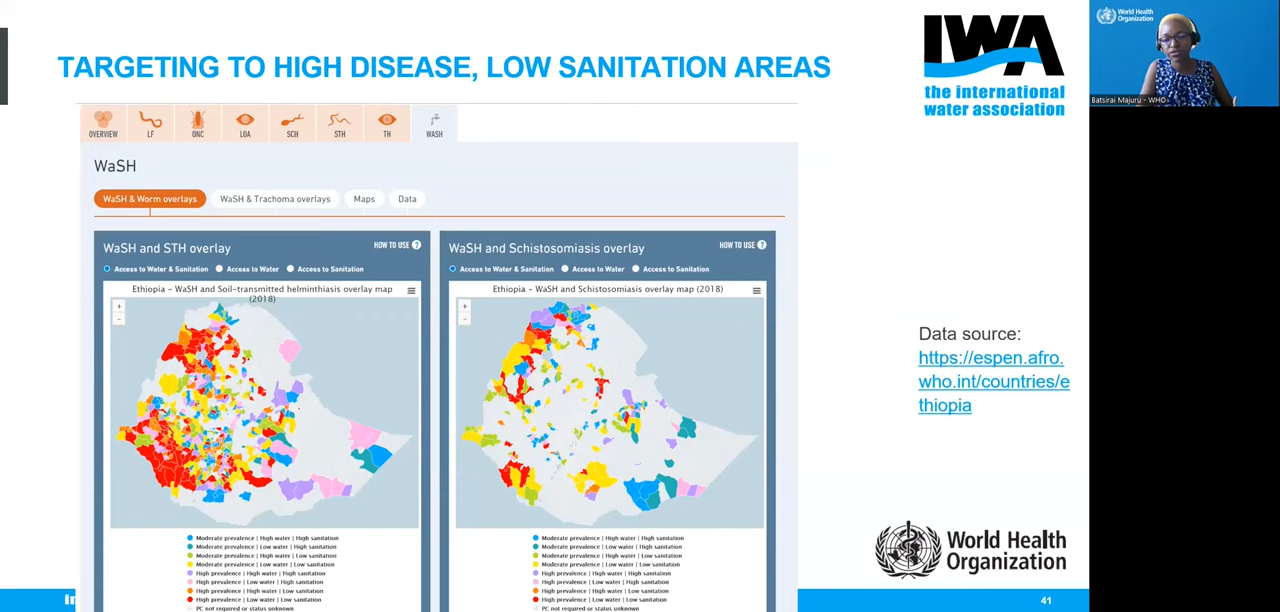 TARGETING TO HIGH DISEASE, LOW SANITATION AREAS
IWA
the international
water association
World Health
Organization
Batsirai Majuru - WHO
OVERVIEW
LF
ONC
LOA
SCH
STH
TH
WASH
WaSH
WaSH & Worm overlays
WaSH & Trachoma overlays
Maps
Data
WaSH and STH overlay
HOW TO USE ?
Access to Water & Sanitation
Access to Water
Access to Sanitation
Ethiopia - WaSH and Soil-transmitted helminthiasis overlay map
(2018)
+
-
Moderate prevalence | High water | High sanitation
Moderate prevalence | Low water | High sanitation
Moderate prevalence | High water | Low sanitation
Moderate prevalence | Low water | Low sanitation
High prevalence | High water | High sanitation
High prevalence | Low water | High sanitation
High prevalence | High water | Low sanitation
High prevalence | Low water | Low sanitation
PC not required or status unknown
WaSH and Schistosomiasis overlay
HOW TO USE ?
Access to Water & Sanitation
Access to Water
Access to Sanitation
Ethiopia - WaSH and Schistosomiasis overlay map (2018)
+
-
Moderate prevalence | High water | High sanitation
Moderate prevalence | Low water | High sanitation
Moderate prevalence | High water | Low sanitation
Moderate prevalence | Low water | Low sanitation
High prevalence | High water | High sanitation
High prevalence | Low water | High sanitation
High prevalence | High water | Low sanitation
High prevalence | Low water | Low sanitation
PC not required or status unknown
Data source:
https://espen.afro.
who.int/countries/e
thiopia
World Health
Organization
41